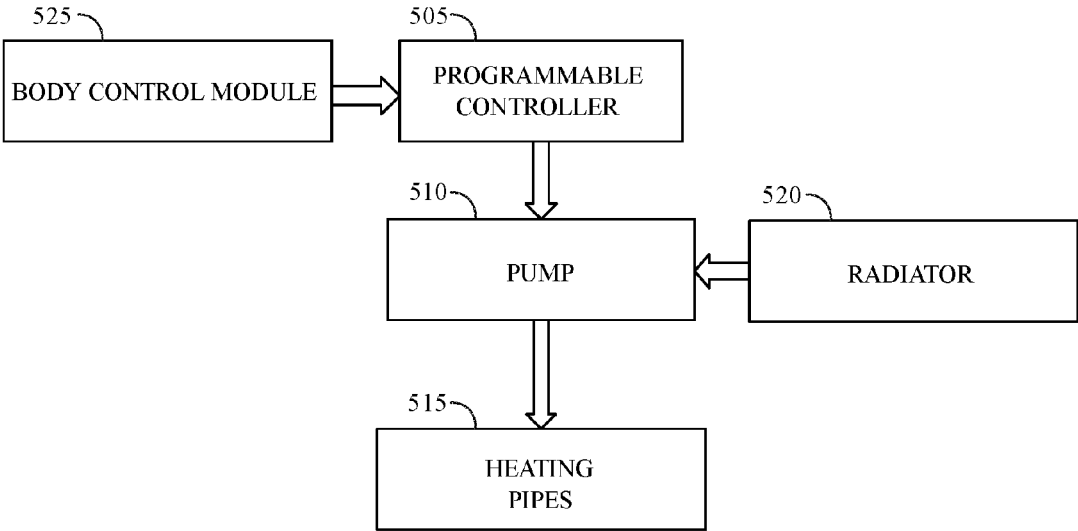 525
505
BODY CONTROL MODULE
PROGRAMMABLE
CONTROLLER
510
520
PUMP
RADIATOR
515
HEATING
PIPES